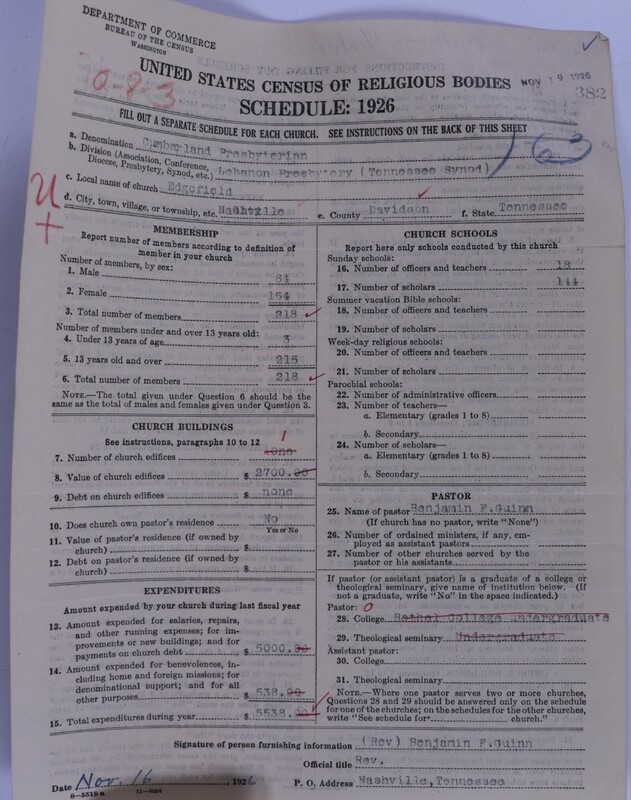 DEPARTMENT OF COMMERCE
BUREAU OF THE CENSUS
WASHINGTON
NOV 19 1926
382
70-8-3
UNITED STATES CENSUS OF RELIGIOUS BODIES
SCHEDULE: 1926
FILL OUT A SEPARATE SCHEDULE FOR EACH CHURCH. SEE INSTRUCTIONS ON THE BACK OF THIS SHEET
163
a. Denomination Cumberland Presbyterian
b. Division (Association, Conference, Diocese, Presbytery, Synod, etc.) Lebanon Presbytery (Tennessee Synod)
c. Local name of church Edgefield
d. City, town, village, or township, etc. Nashville e. County Davidson f. State Tennessee
U
+
MEMBERSHIP
Report number of members according to definition of
member in your church
Number of members, by sex:
1. Male 64
2. Female 154
3. Total number of members 218
Number of members under and over 13 years old:
4. Under 13 years of age 3
5. 13 years old and over 215
6. Total number of members 218
NOTE.—The total given under Question 6 should be the
same as the total of males and females given under Question 3.
CHURCH BUILDINGS
See instructions, paragraphs 10 to 12
1
7. Number of church edifices
8. Value of church edifices $ 2700.00
9. Debt on church edifices $ none
10. Does church own pastor's residence No
Yes or No
11. Value of pastor's residence (if owned by
church) $
12. Debt on pastor's residence (if owned by
church) $
EXPENDITURES
Amount expended by your church during last fiscal year
13. Amount expended for salaries, repairs,
and other running expenses; for im-
provements or new buildings; and for
payments on church debt $ 5000.00
14. Amount expended for benevolences, in-
cluding home and foreign missions; for
denominational support; and for all
other purposes $ 538.00
15. Total expenditures during year $ 5538.00
CHURCH SCHOOLS
Report here only schools conducted by this church
Sunday schools:
16. Number of officers and teachers 18
17. Number of scholars 144
Summer vacation Bible schools:
18. Number of officers and teachers
19. Number of scholars
Week-day religious schools:
20. Number of officers and teachers
21. Number of scholars
Parochial schools:
22. Number of administrative officers
23. Number of teachers—
a. Elementary (grades 1 to 8)
b. Secondary
24. Number of scholars—
a. Elementary (grades 1 to 8)
b. Secondary
PASTOR
25. Name of pastor Benjamin F.Guinn
(If church has no pastor, write "None")
26. Number of ordained ministers, if any, em-
ployed as assistant pastors
27. Number of other churches served by the
pastor or his assistants
If pastor (or assistant pastor) is a graduate of a college or
theological seminary, give name of institution below. (If
not a graduate, write "No" in the space indicated.)
Pastor: 0
28. College Bethel College undergraduate
29. Theological seminary Undergraduate
Assistant pastor:
30. College
31. Theological seminary
NOTE.—Where one pastor serves two or more churches,
Questions 28 and 29 should be answered only on the schedule
for one of the churches; on the schedules for the other churches,
write "See schedule for church."
Signature of person furnishing information (Rev) Benjamin F.Guinn
Official title Rev.
Date Nov. 16, 1926 P. O. Address Nashville,Tennessee
8-5518a 11-9024